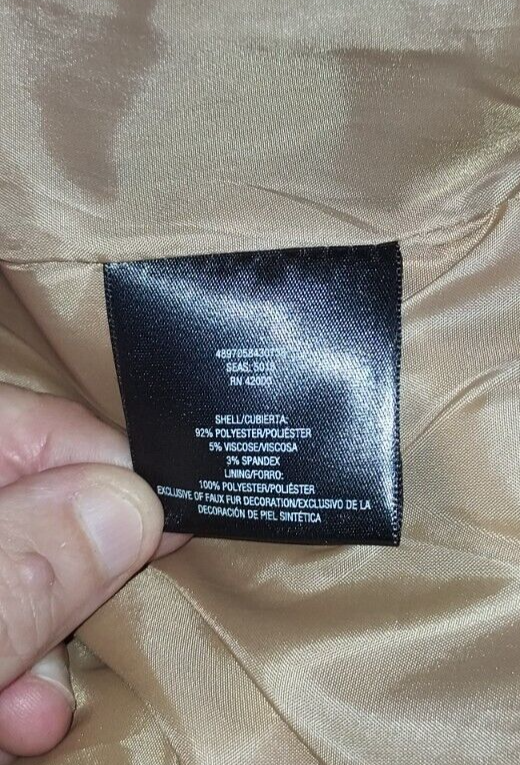 SEAS: 5015
RN 42000
SHELL/CUBIERTA:
92% POLYESTER/POLIÉSTER
5% VISCOSE/VISCOSA
3% SPANDEX
LINING/FORRO:
100% POLYESTER/POLIÉSTER
EXCLUSIVE OF FAUX FUR DECORATION/EXCLUSIVO DE LA
DECORACIÓN DE PIEL SINTÉTICA